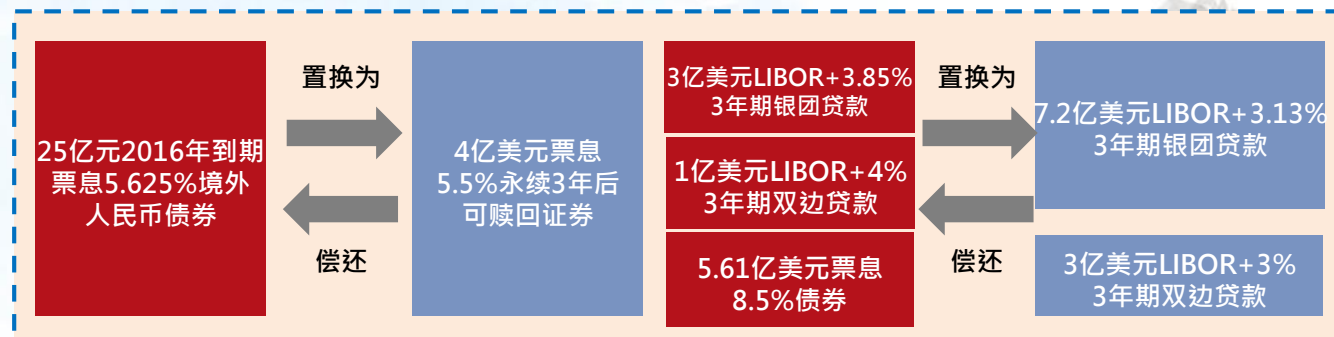 25亿元2016年到期
票息5.625%境外
人民币债券
置换为
偿还
4亿美元票息
5.5%永续3年后
可赎回证券
3亿美元LIBOR+3.85%
3年期银团贷款
1亿美元LIBOR+4%
3年期双边贷款
5.61亿美元票息
8.5%债券
置换为
偿还
7.2亿美元LIBOR+3.13%
3年期银团贷款
3亿美元LIBOR+3%
3年期双边贷款